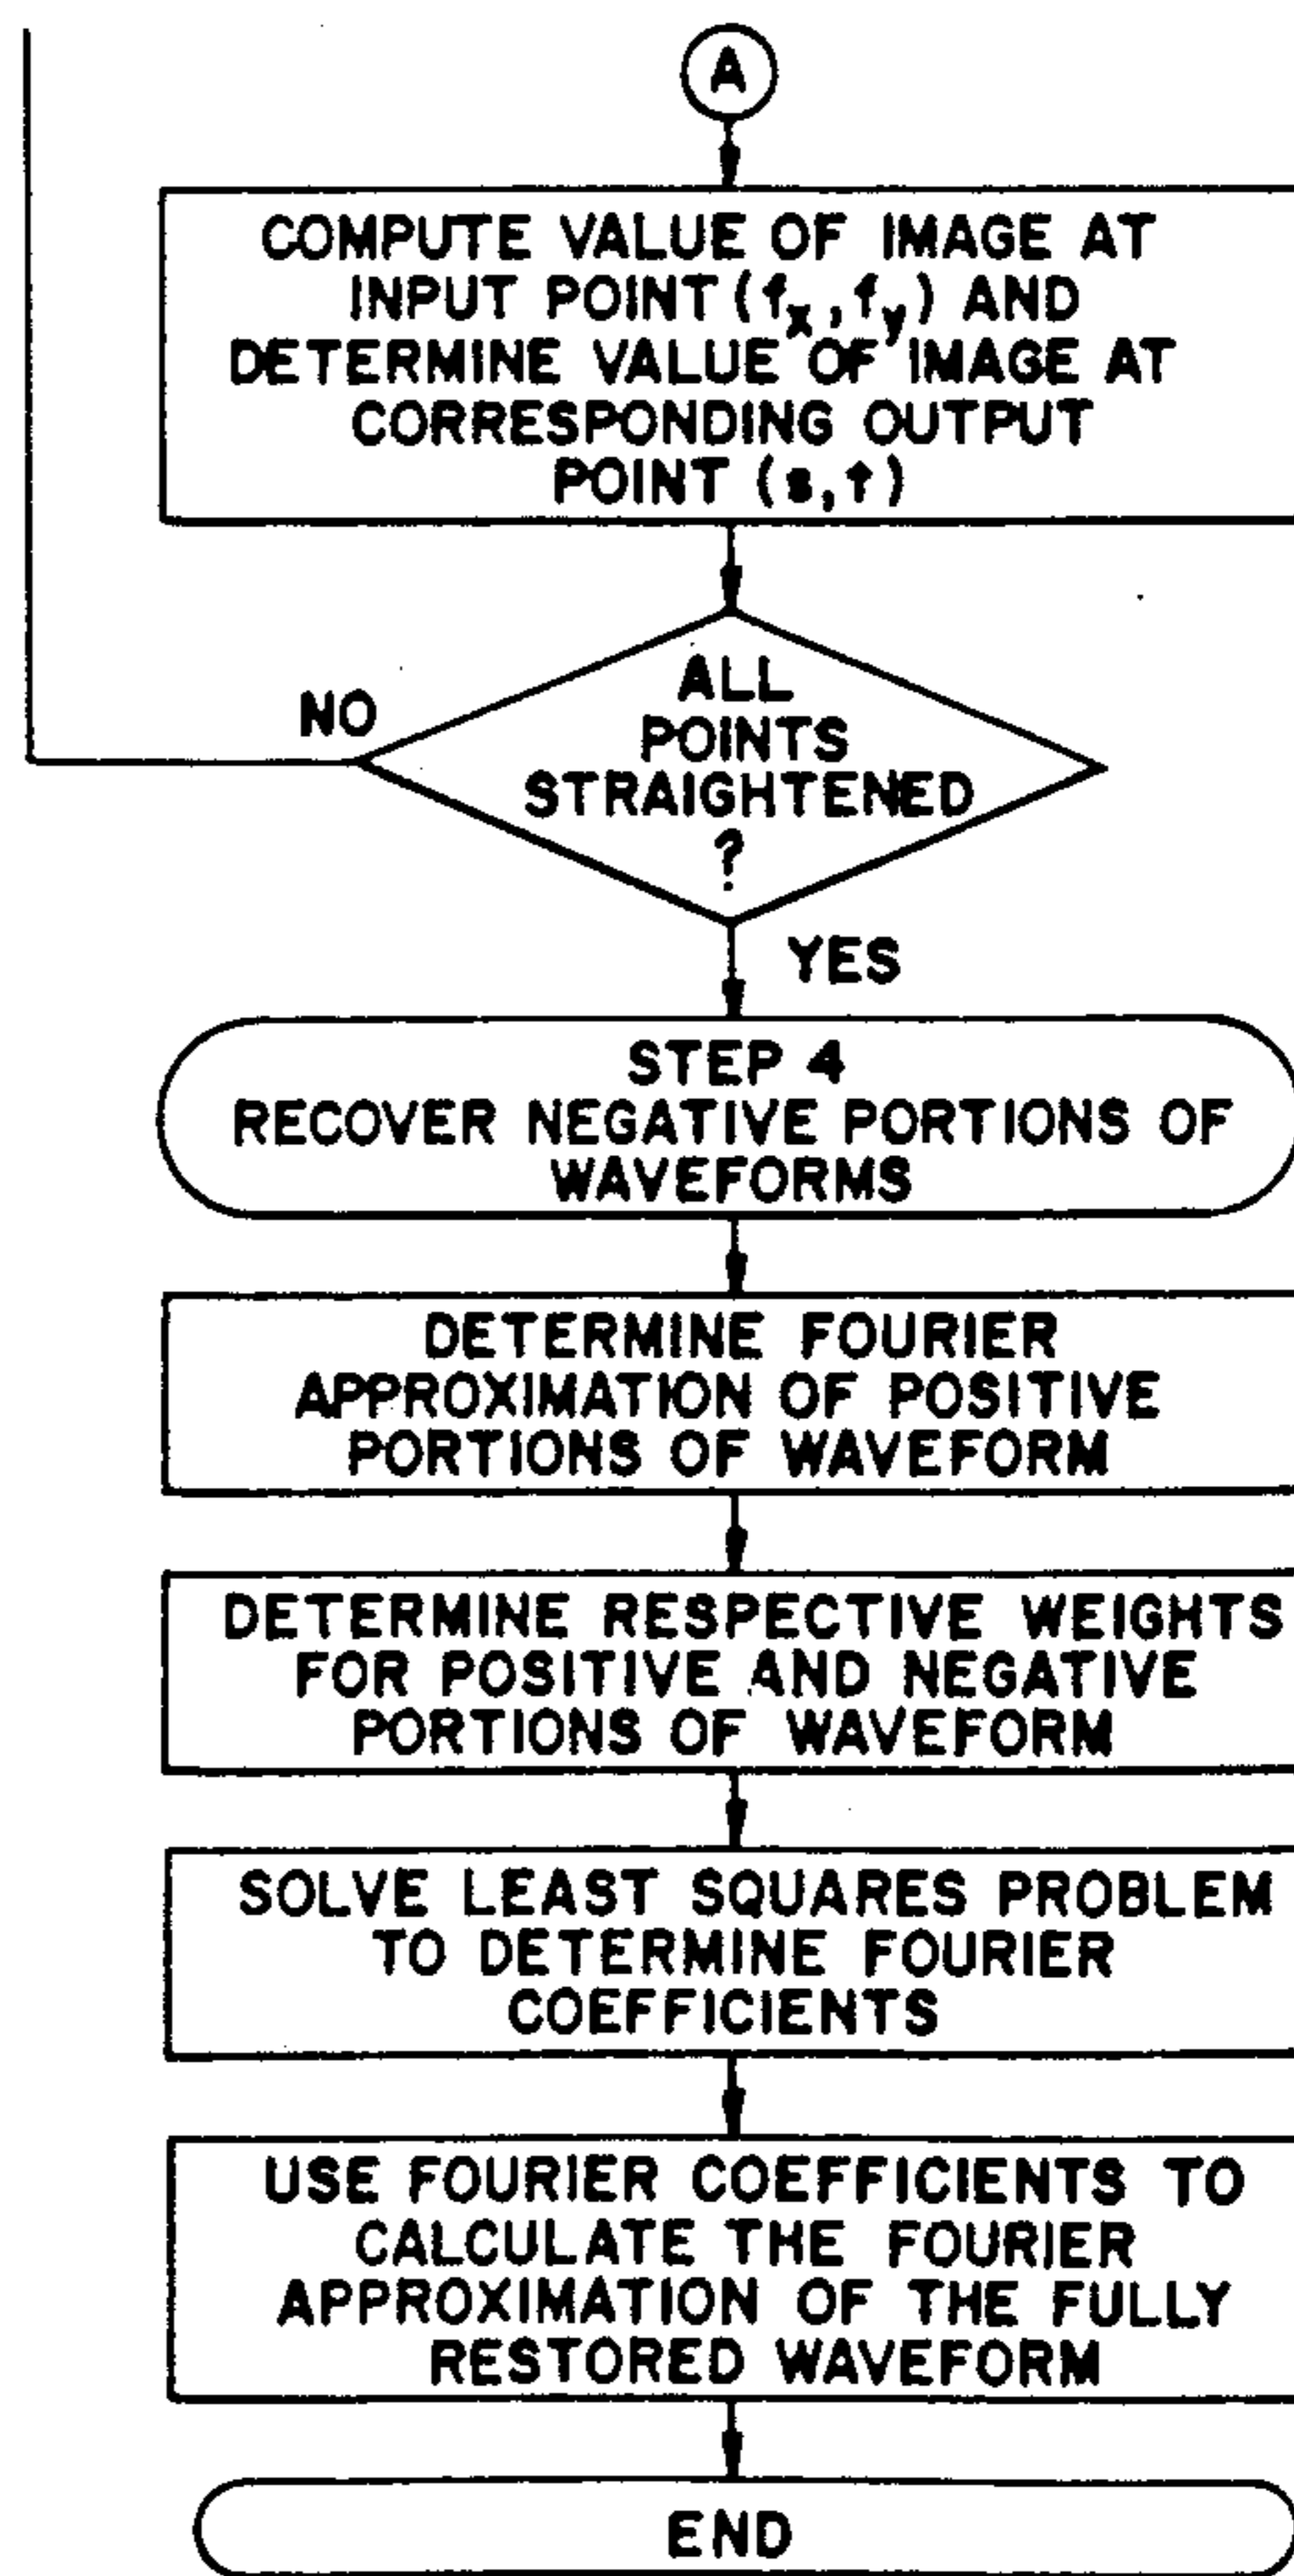 A
COMPUTE VALUE OF IMAGE AT
INPUT POINT (fx, fy) AND
DETERMINE VALUE OF IMAGE AT
CORRESPONDING OUTPUT
POINT (s,t)
ALL
POINTS
STRAIGHTENED
?
NO
YES
STEP 4
RECOVER NEGATIVE PORTIONS OF
WAVEFORMS
DETERMINE FOURIER
APPROXIMATION OF POSITIVE
PORTIONS OF WAVEFORM
DETERMINE RESPECTIVE WEIGHTS
FOR POSITIVE AND NEGATIVE
PORTIONS OF WAVEFORM
SOLVE LEAST SQUARES PROBLEM
TO DETERMINE FOURIER
COEFFICIENTS
USE FOURIER COEFFICIENTS TO
CALCULATE THE FOURIER
APPROXIMATION OF THE FULLY
RESTORED WAVEFORM
END